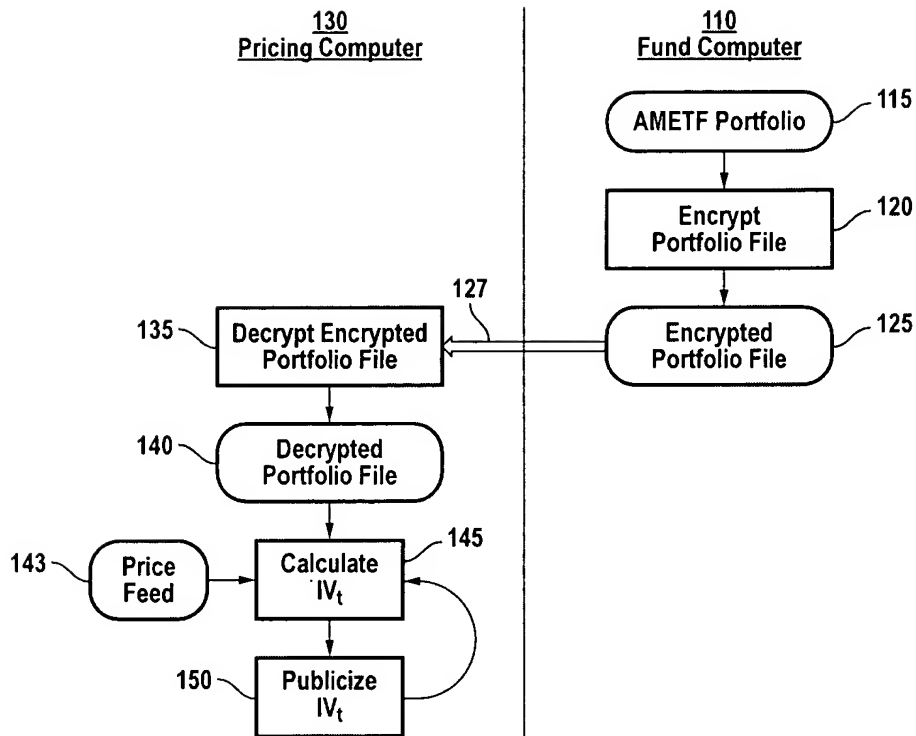 130
Pricing Computer
110
Fund Computer
AMETF Portfolio
115
Encrypt
Portfolio File
120
127
135
Decrypt Encrypted
Portfolio File
Encrypted
Portfolio File
125
140
Decrypted
Portfolio File
143
Price
Feed
Calculate
IVt
145
150
Publicize
IVt